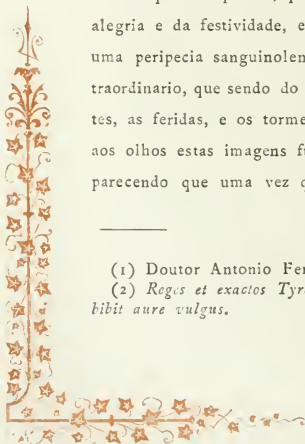 alegria e da festividade, e
uma peripecia sanguinolen
traordinario, que sendo do
tes, as feridas, e os torme
aos olhos estas imagens f
parecendo que uma vez q
(1) Doutor Antonio Fer
(2) Reges et exactos Tyr
bibit aure vulgus.